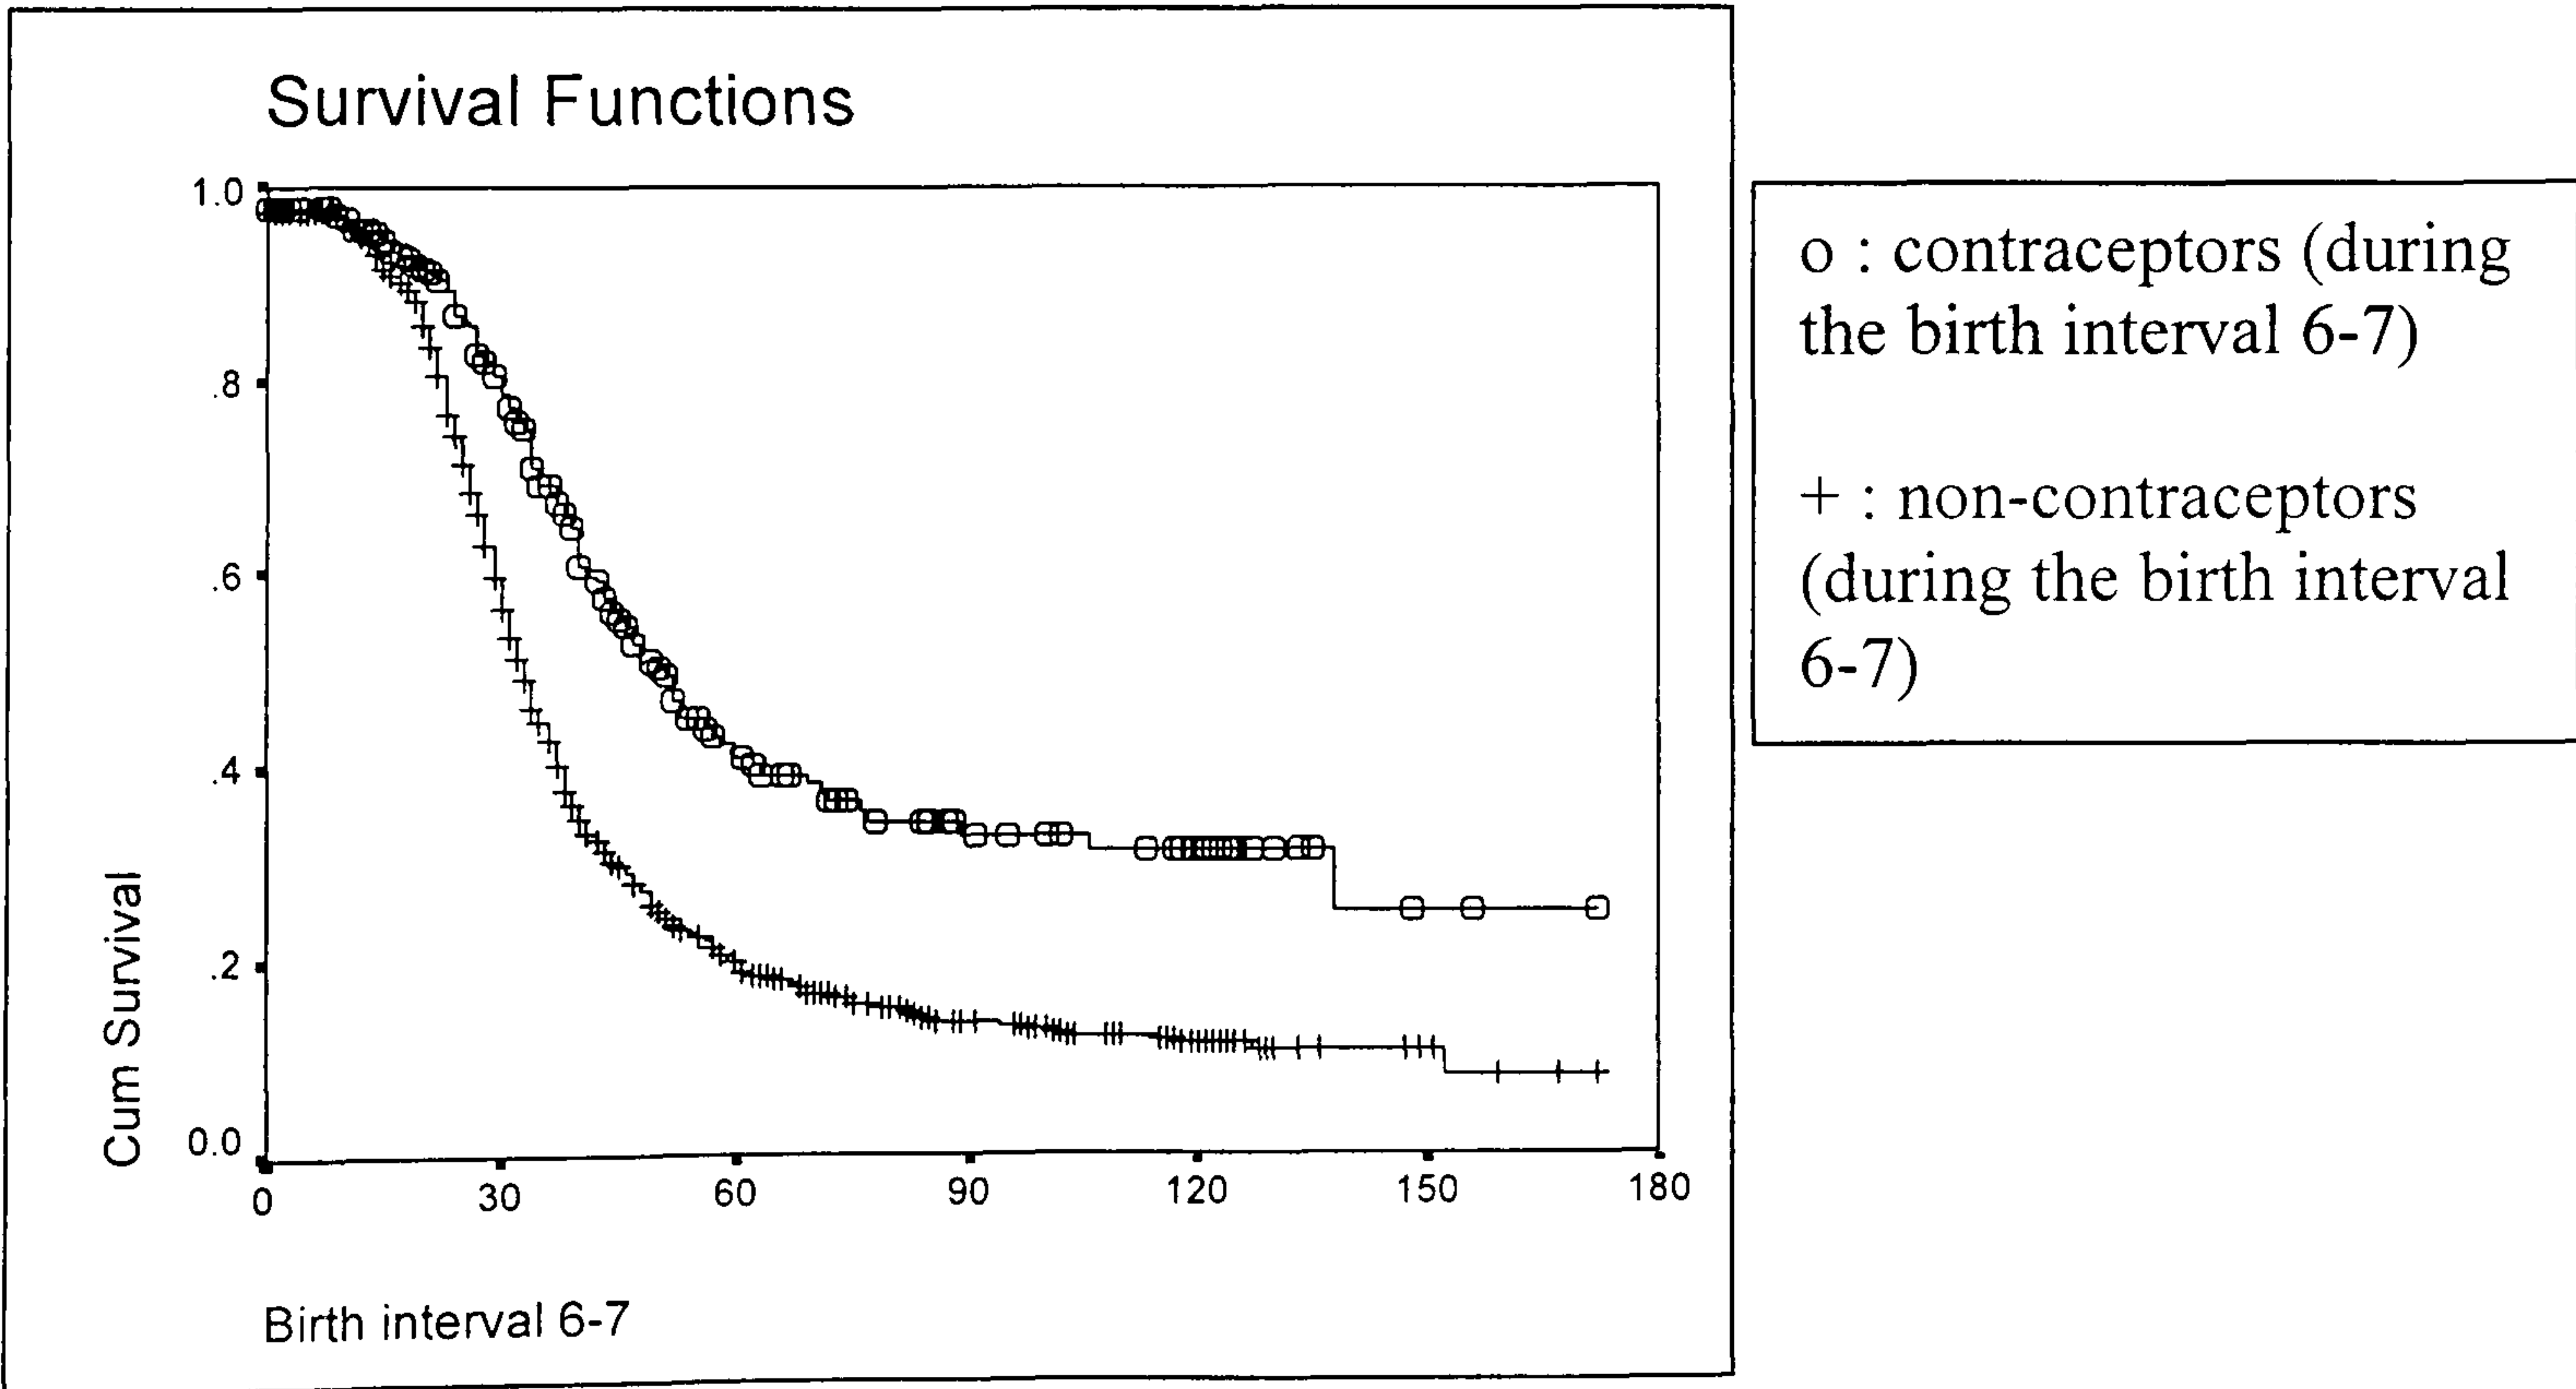 Survival Functions
1.0
.8
.6
.4
.2
0.0
Cum Survival
0
30
60
90
120
150
180
Birth interval 6-7
o : contraceptors (during
the birth interval 6-7)
+ : non-contraceptors
(during the birth interval
6-7)